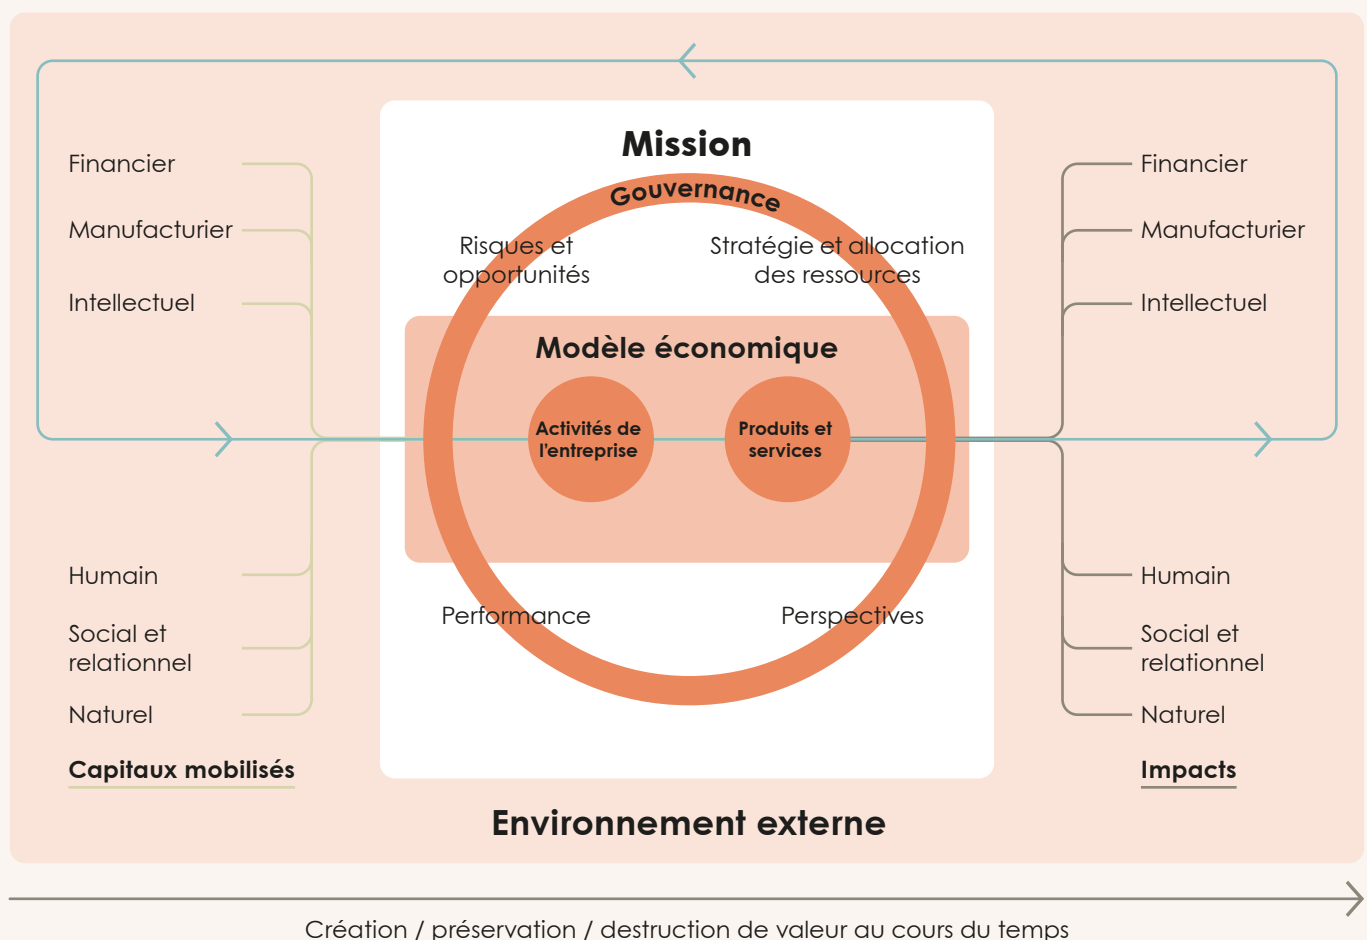 Mission
Gouvernance
Financier
Manufacturier
Intellectuel
Humain
Social et
relationnel
Naturel
Capitaux mobilisés
Risques et
opportunités
Stratégie et allocation
des ressources
Modèle économique
Activités de
l'entreprise
Produits et
services
Performance
Perspectives
Financier
Manufacturier
Intellectuel
Humain
Social et
relationnel
Naturel
Impacts
Environnement externe
Création / préservation / destruction de valeur au cours du temps